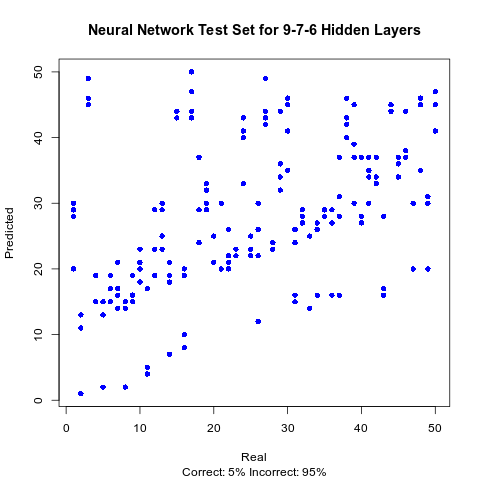 Neural Network Test Set for 9-7-6 Hidden Layers
Predicted
50
40
30
20
10
0
0 10 20 30 40 50
Real
Correct: 5% Incorrect: 95%